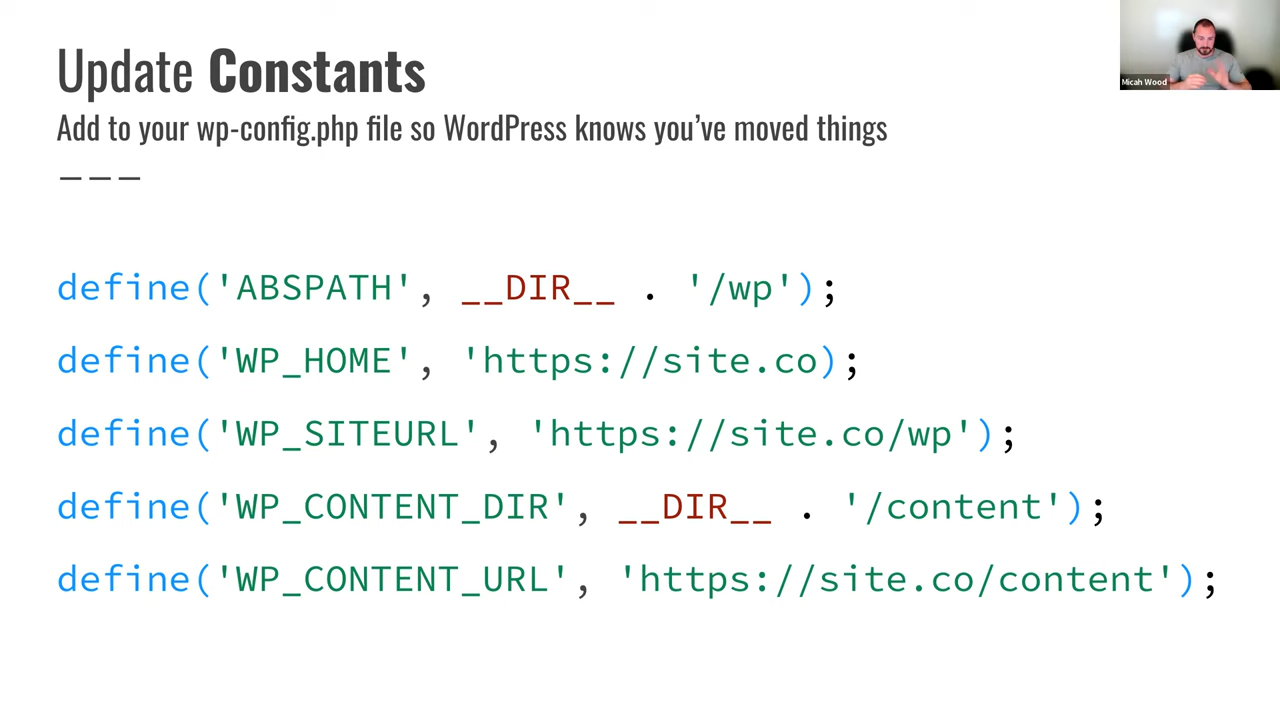 Update Constants
Add to your wp-config.php file so WordPress knows you’ve moved things
———
define('ABSPATH', __DIR__ . '/wp');
define('WP_HOME', 'https://site.co);
define('WP_SITEURL', 'https://site.co/wp');
define('WP_CONTENT_DIR', __DIR__ . '/content');
define('WP_CONTENT_URL', 'https://site.co/content');
Micah Wood